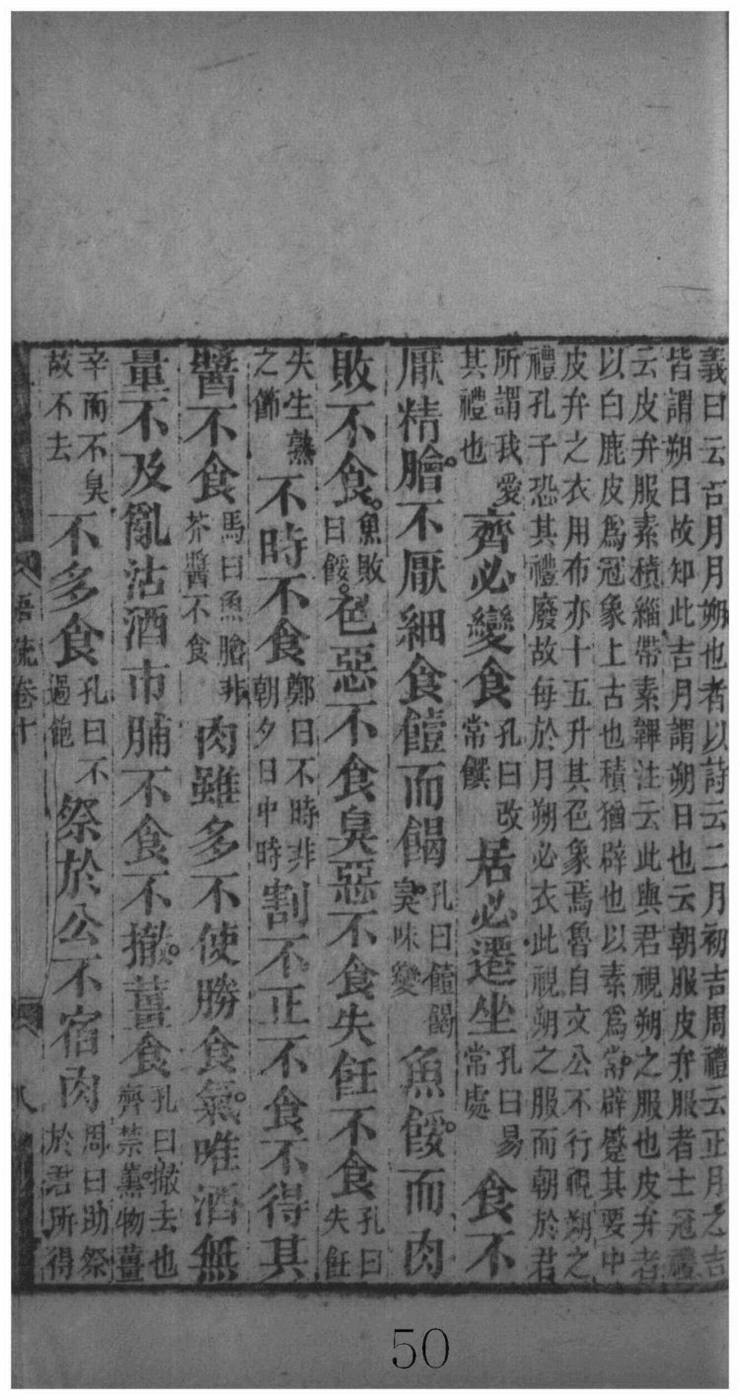 義曰云吉月月朔也者以詩云二月初吉周禮云正月之吉
皆謂朔日故知此吉月謂朔日也云朝服皮弁服者士冠禮
云皮弁服素積緇帶素韠注云此與君視朔之服也皮弁者
以白鹿皮爲冠象上古也積猶辟也以素爲常辟蹙其要中
皮弁之衣用布亦十五升其色象焉魯自文公不行視朔之
禮孔子恐其禮廢故每於月朔必衣此視朔之服而朝於君
所謂我愛其禮也 齊必變食孔曰改常饌 居必遷坐孔曰易常處 食不
厭精膾不厭細食饐而餲孔曰饐餲臭味變 魚餒而肉
敗不食魚敗曰餒色惡不食臭惡不食失飪不食孔曰失飪
失生熟之節 不時不食鄭曰不時非朝夕日中時割不正不食不得其
醬不食馬曰魚膾非芥醬不食 肉雖多不使勝食氣唯酒無
量不及亂沽酒市脯不食不撤薑食孔曰撤去也齊禁薰物薑
辛而不臭故不去 不多食孔曰不過飽 祭於公不宿肉周曰助祭於君所得
卷十
八
50